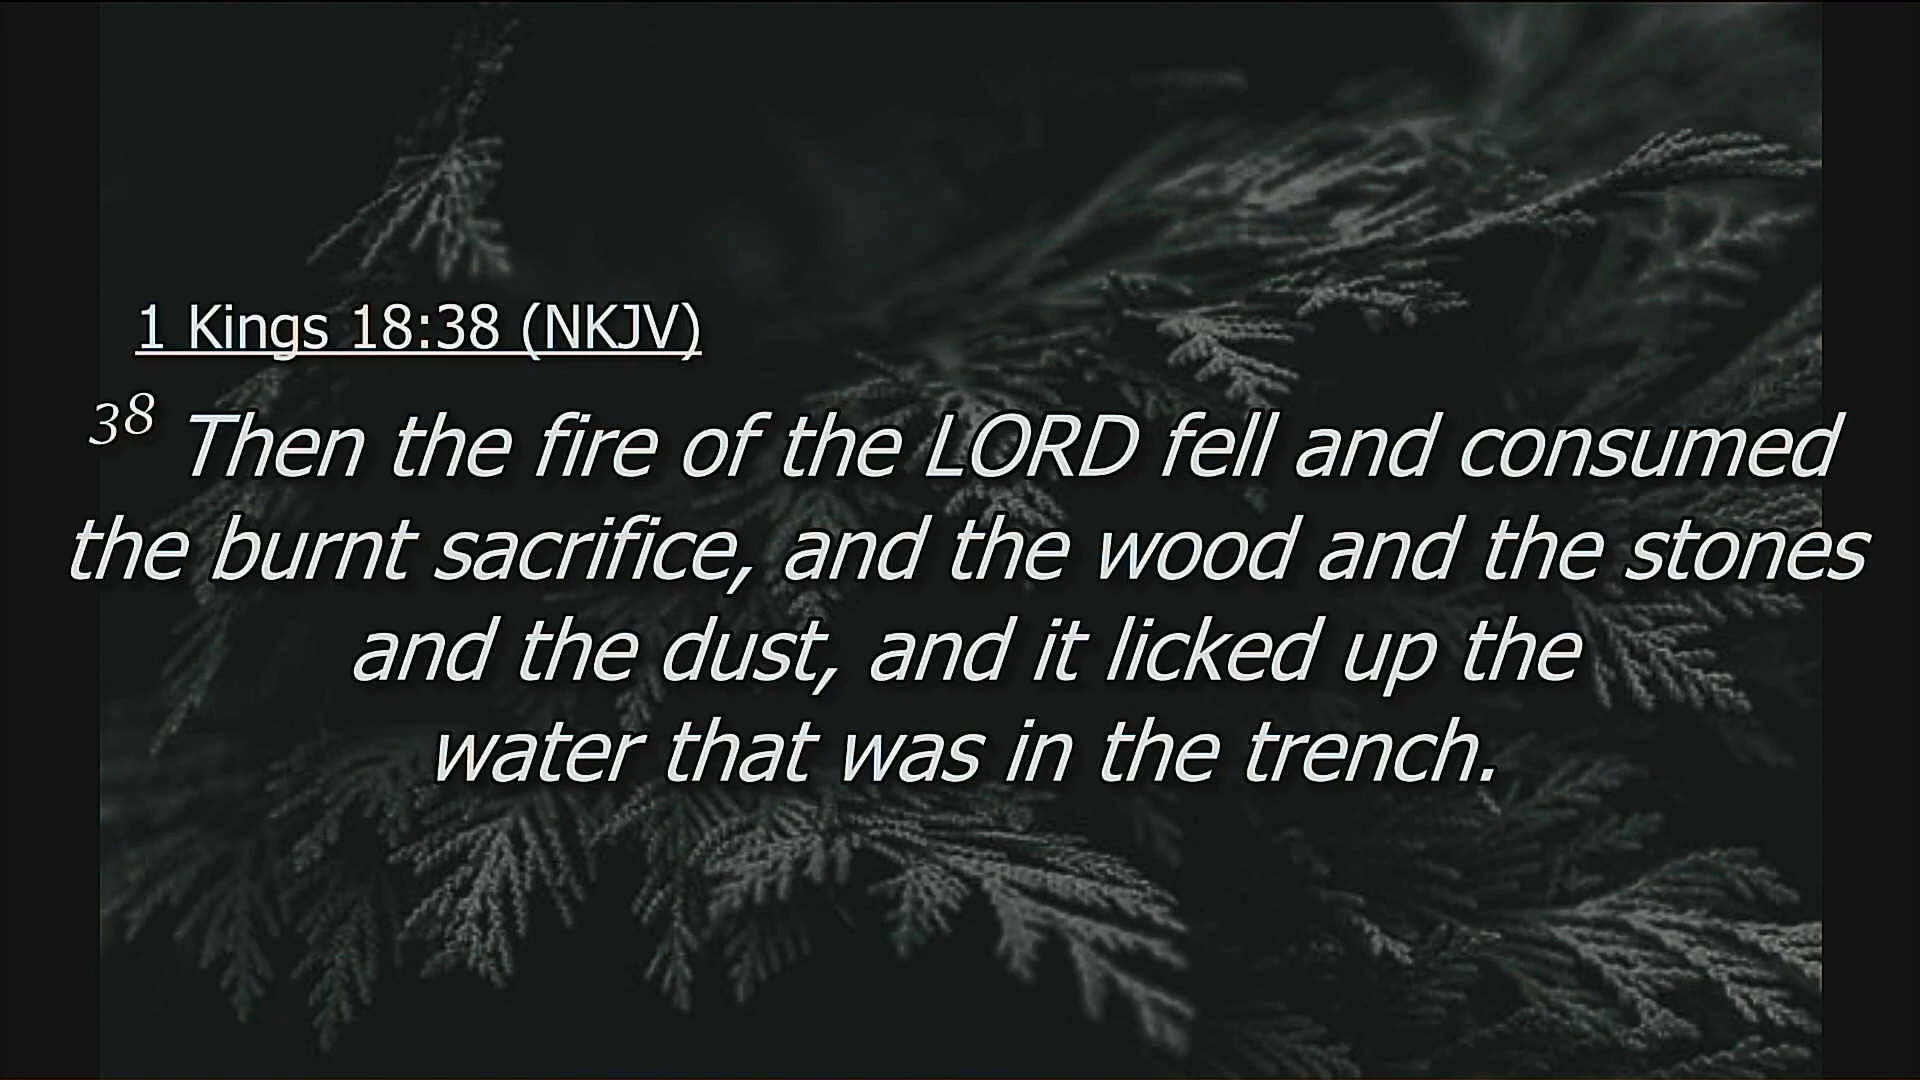 1 Kings 18:38 (NKJV)
38 Then the fire of the LORD fell and consumed
the burnt sacrifice, and the wood and the stones
and the dust, and it licked up the
water that was in the trench.